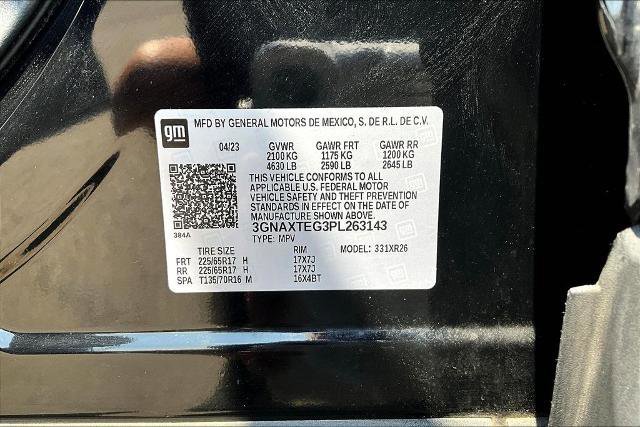 gm
MFD BY GENERAL MOTORS DE MEXICO, S. DE R.L. DE C.V.
04/23 GVWR GAWR FRT GAWR RR
2100 KG 1175 KG 1200 KG
4630 LB 2590 LB 2645 LB
THIS VEHICLE CONFORMS TO ALL
APPLICABLE U.S. FEDERAL MOTOR
VEHICLE SAFETY AND THEFT PREVENTION
STANDARDS IN EFFECT ON THE DATE OF
MANUFACTURE SHOWN ABOVE.
384A 3GNAXTEG3PL263143
TYPE: MPV MODEL: 331XR26
TIRE SIZE RIM
FRT 225/65R17 H 17X7J
RR 225/65R17 H 17X7J
SPA T135/70R16 M 16X4BT